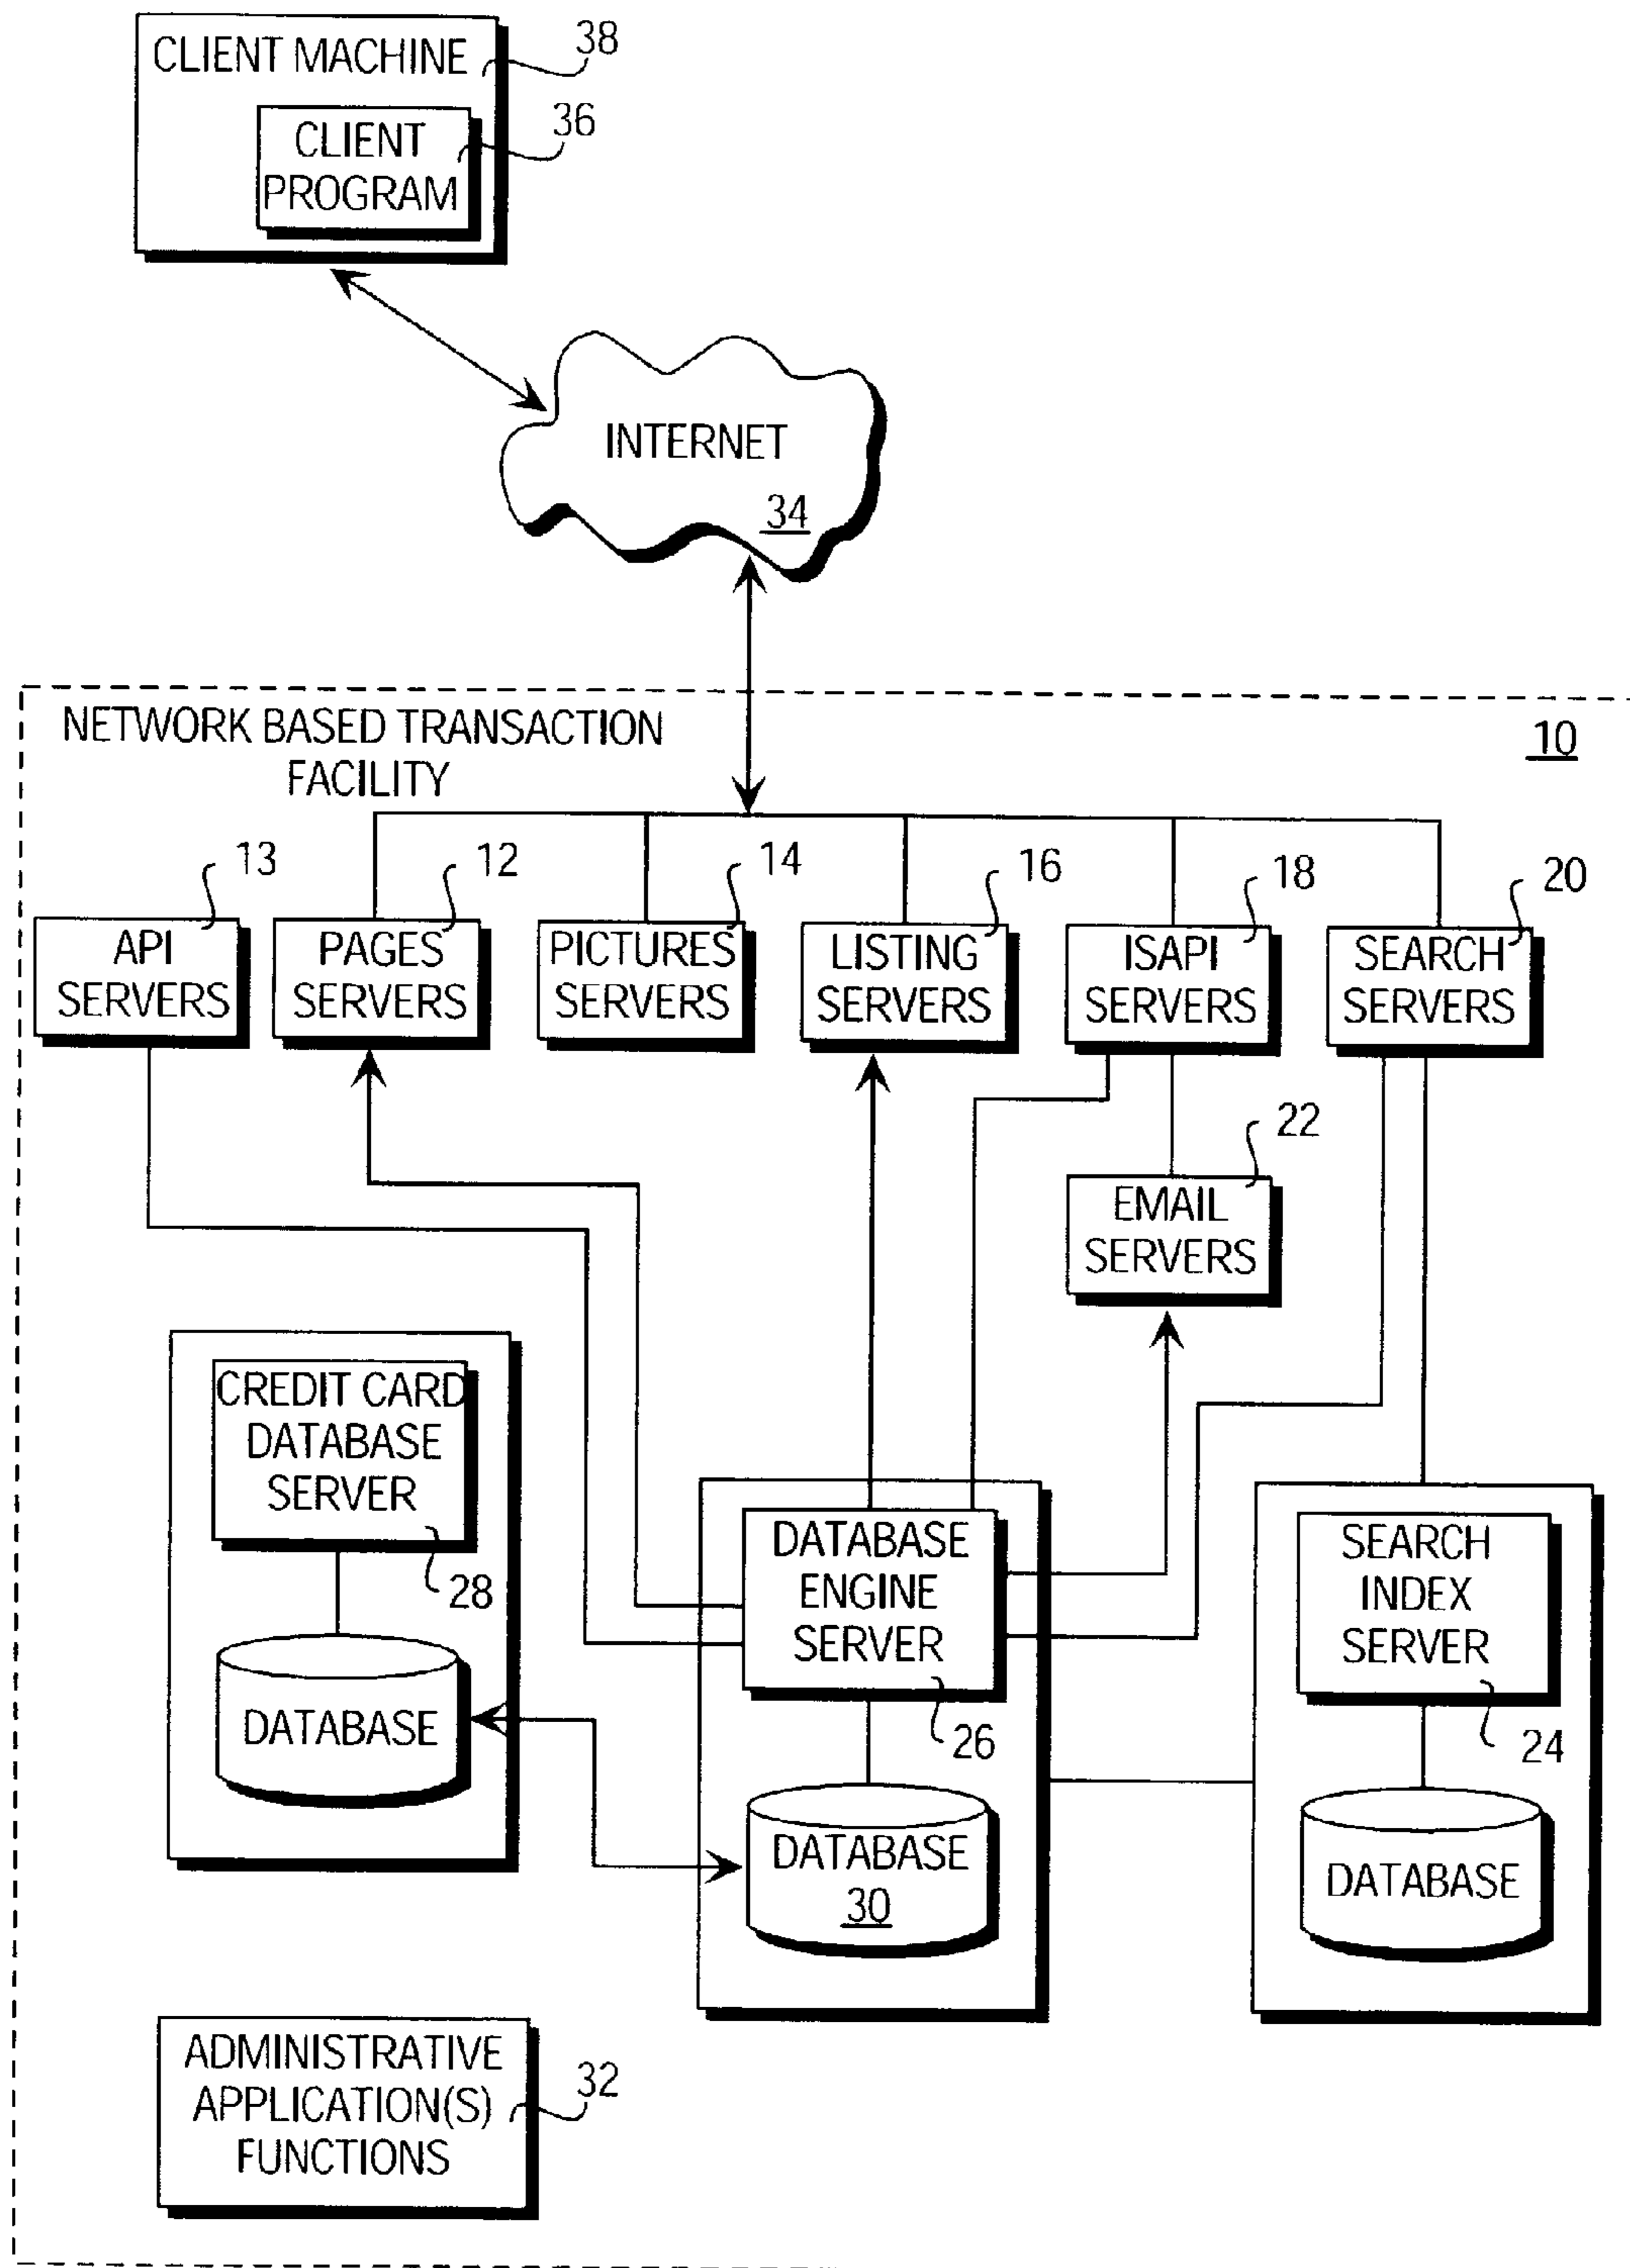 CLIENT MACHINE
38
CLIENT
PROGRAM
36
INTERNET
34
NETWORK BASED TRANSACTION
FACILITY
10
13
12
14
16
18
20
API
SERVERS
PAGES
SERVERS
PICTURES
SERVERS
LISTING
SERVERS
ISAPI
SERVERS
SEARCH
SERVERS
22
EMAIL
SERVERS
CREDIT CARD
DATABASE
SERVER
28
DATABASE
DATABASE
ENGINE
SERVER
26
DATABASE
30
SEARCH
INDEX
SERVER
24
DATABASE
ADMINISTRATIVE
APPLICATION(S)
FUNCTIONS
32